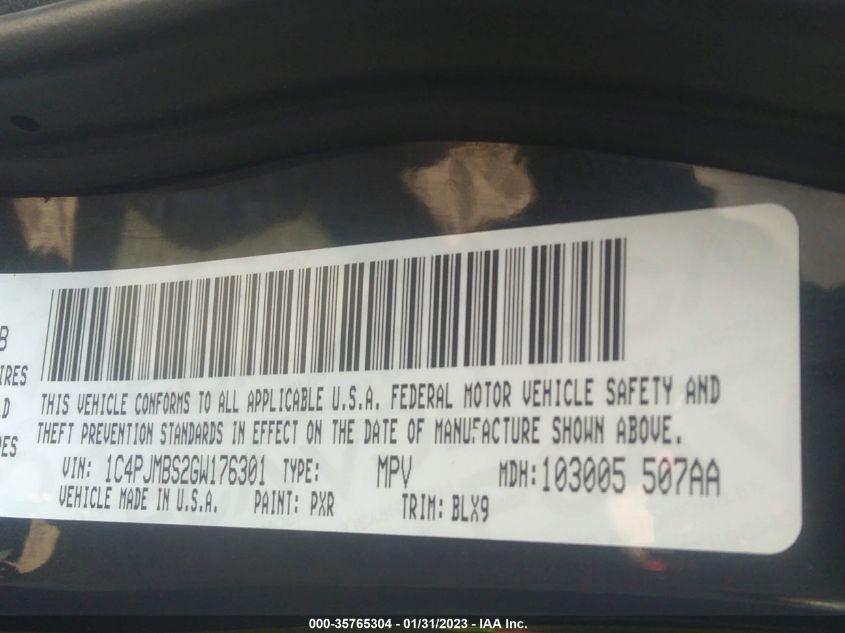 B
IRES
D
ES
THIS VEHICLE CONFORMS TO ALL APPLICABLE U.S.A. FEDERAL MOTOR VEHICLE SAFETY AND
THEFT PREVENTION STANDARDS IN EFFECT ON THE DATE OF MANUFACTURE SHOWN ABOVE.
VIN: 1C4PJMBS2GW176301 TYPE: MPV MDH:103005 507AA
VEHICLE MADE IN U.S.A. PAINT: PXR TRIM: BLX9
000-35765304 - 01/31/2023 - IAA Inc.